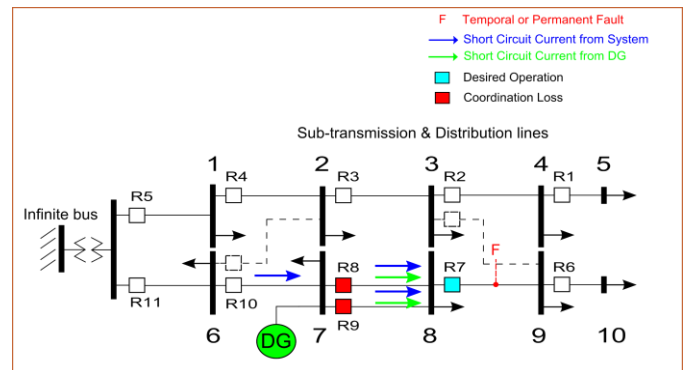 F Temporal or Permanent Fault
Short Circuit Current from System
Short Circuit Current from DG
Desired Operation
Coordination Loss
Sub-transmission & Distribution lines
1 2 3 4 5
R4 R3 R2 R1
R5
Infinite bus
F
R8 R7 R6
R11 R10
R9
6 7 8 9 10
DG